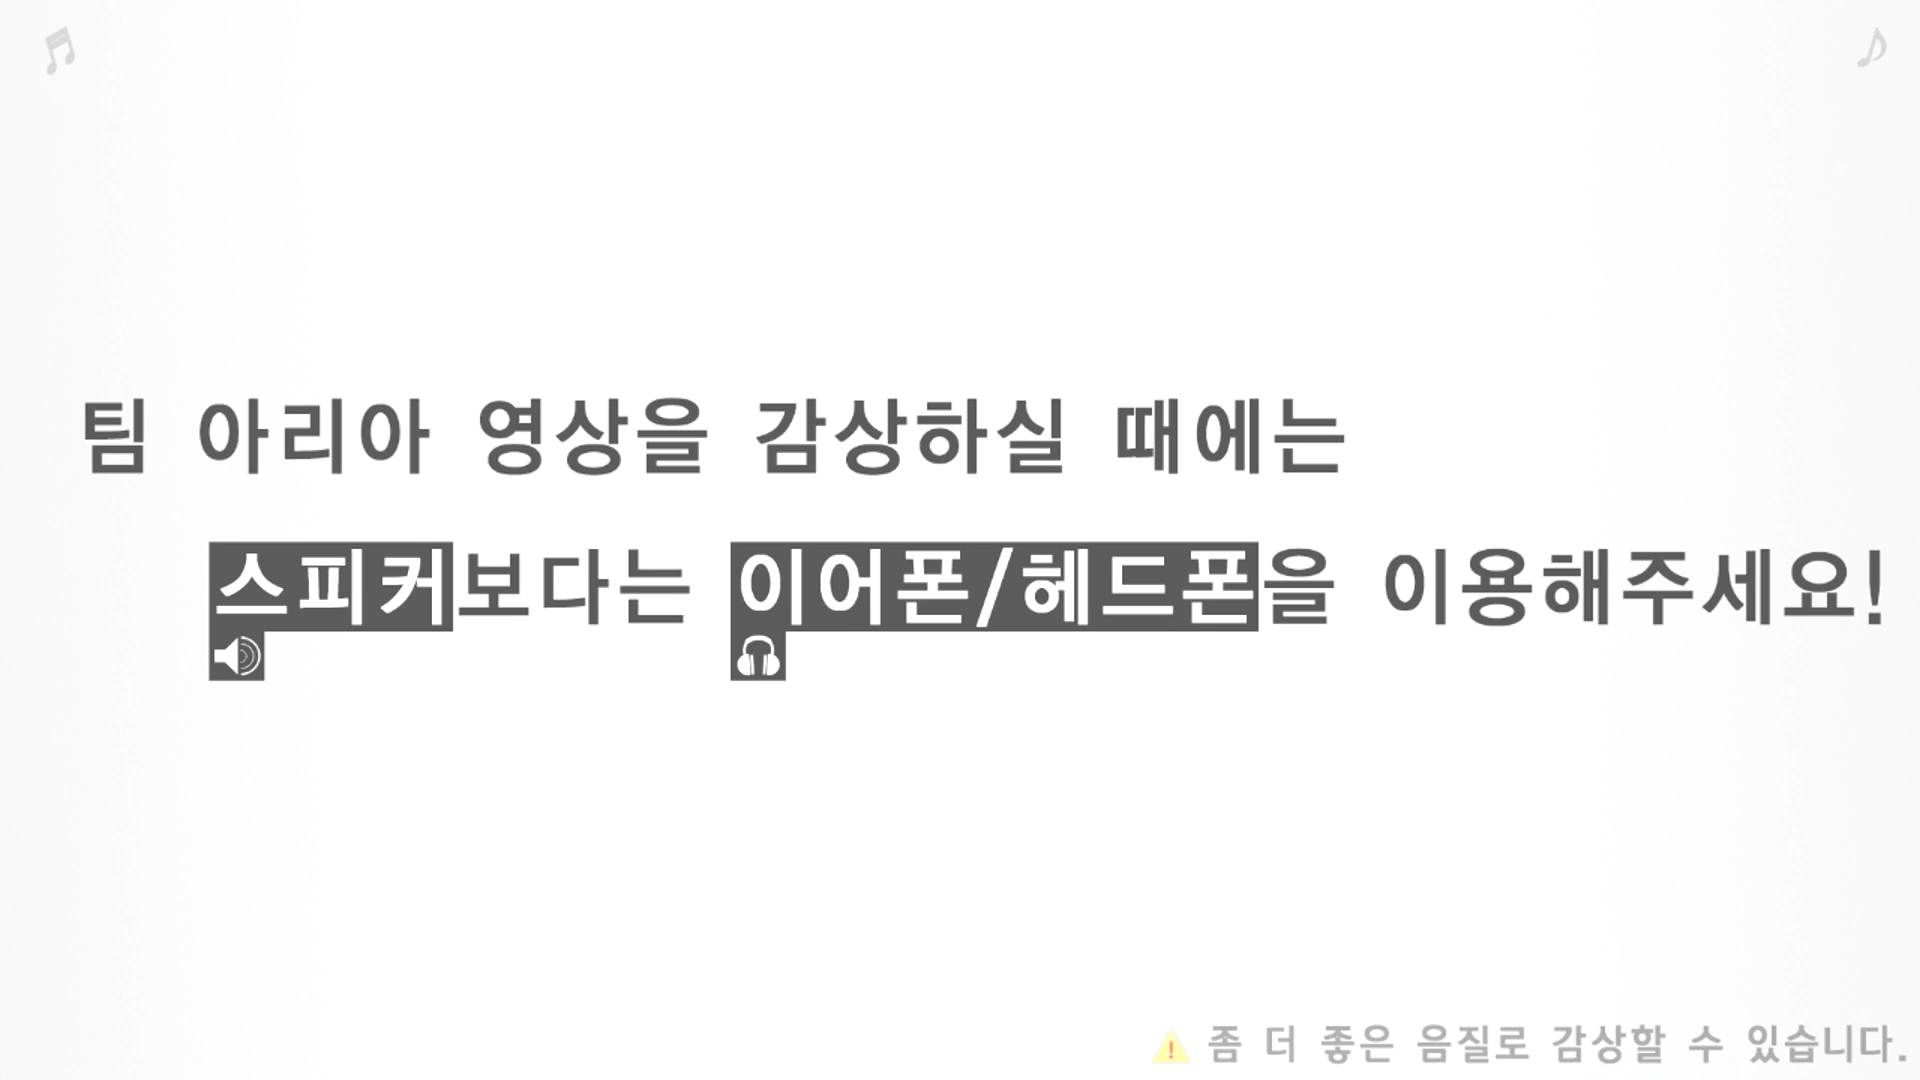 팀 아리아 영상을 감상하실 때에는
스피커보다는 이어폰/헤드폰을 이용해주세요!
좀 더 좋은 음질로 감상할 수 있습니다.